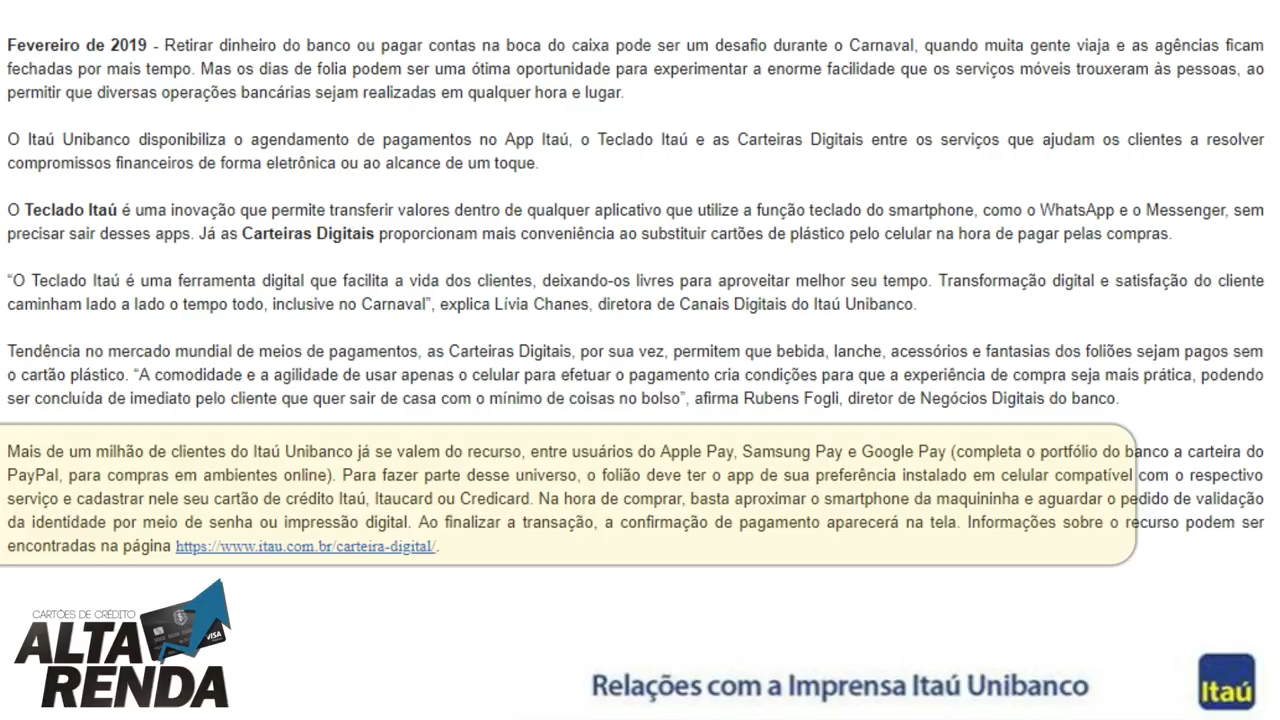 Fevereiro de 2019 - Retirar dinheiro do banco ou pagar contas na boca do caixa pode ser um desafio durante o Carnaval, quando muita gente viaja e as agências ficam
fechadas por mais tempo. Mas os dias de folia podem ser uma ótima oportunidade para experimentar a enorme facilidade que os serviços móveis trouxeram às pessoas, ao
permitir que diversas operações bancárias sejam realizadas em qualquer hora e lugar.
O Itaú Unibanco disponibiliza o agendamento de pagamentos no App Itaú, o Teclado Itaú e as Carteiras Digitais entre os serviços que ajudam os clientes a resolver
compromissos financeiros de forma eletrônica ou ao alcance de um toque.
O Teclado Itaú é uma inovação que permite transferir valores dentro de qualquer aplicativo que utilize a função teclado do smartphone, como o WhatsApp e o Messenger, sem
precisar sair desses apps. Já as Carteiras Digitais proporcionam mais conveniência ao substituir cartões de plástico pelo celular na hora de pagar pelas compras.
“O Teclado Itaú é uma ferramenta digital que facilita a vida dos clientes, deixando-os livres para aproveitar melhor seu tempo. Transformação digital e satisfação do cliente
caminham lado a lado o tempo todo, inclusive no Carnaval”, explica Lívia Chanes, diretora de Canais Digitais do Itaú Unibanco.
Tendência no mercado mundial de meios de pagamentos, as Carteiras Digitais, por sua vez, permitem que bebida, lanche, acessórios e fantasias dos foliões sejam pagos sem
o cartão plástico. “A comodidade e a agilidade de usar apenas o celular para efetuar o pagamento cria condições para que a experiência de compra seja mais prática, podendo
ser concluída de imediato pelo cliente que quer sair de casa com o mínimo de coisas no bolso”, afirma Rubens Fogli, diretor de Negócios Digitais do banco.
Mais de um milhão de clientes do Itaú Unibanco já se valem do recurso, entre usuários do Apple Pay, Samsung Pay e Google Pay (completa o portfólio do banco a carteira do
PayPal, para compras em ambientes online). Para fazer parte desse universo, o folião deve ter o app de sua preferência instalado em celular compatível com o respectivo
serviço e cadastrar nele seu cartão de crédito Itaú, Itaucard ou Credicard. Na hora de comprar, basta aproximar o smartphone da maquininha e aguardar o pedido de validação
da identidade por meio de senha ou impressão digital. Ao finalizar a transação, a confirmação de pagamento aparecerá na tela. Informações sobre o recurso podem ser
encontradas na página https://www.itau.com.br/carteira-digital/.
CARTÕES DE CRÉDITO
ALTA
RENDA
VISA
Relações com a Imprensa Itaú Unibanco
Itaú